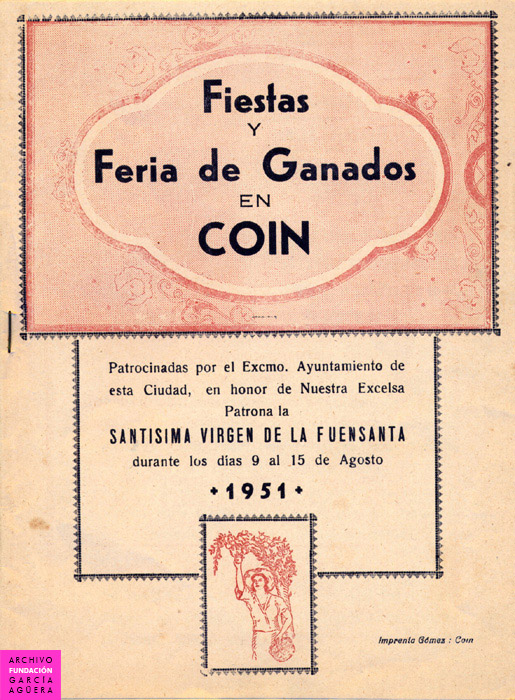 Fiestas
Y
Feria de Ganados
EN
COIN
Patrocinadas por el Excmo. Ayuntamiento de
esta Ciudad, en honor de Nuestra Excelsa
Patrona la
SANTISIMA VIRGEN DE LA FUENSANTA
durante los días 9 al 15 de Agosto
1951
Imprenta Gómez : Coin
ARCHIVO
FUNDACIÓN
GARCÍA
AGÜERA